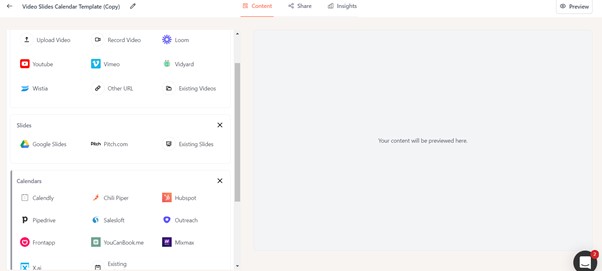 Video Slides Calendar Template (Copy)
Content
Share
Insights
Preview
Upload Video
Record Video
Loom
Youtube
Vimeo
Vidyard
Wistia
Other URL
Existing Videos
Slides
Google Slides
Pitch Pitch.com
Existing Slides
Calendars
Calendly
Chili Piper
Hubspot
Pipedrive
Salesloft
Outreach
Frontapp
YouCanBook.me
Mixmax
X.ai
Existing
Your content will be previewed here.